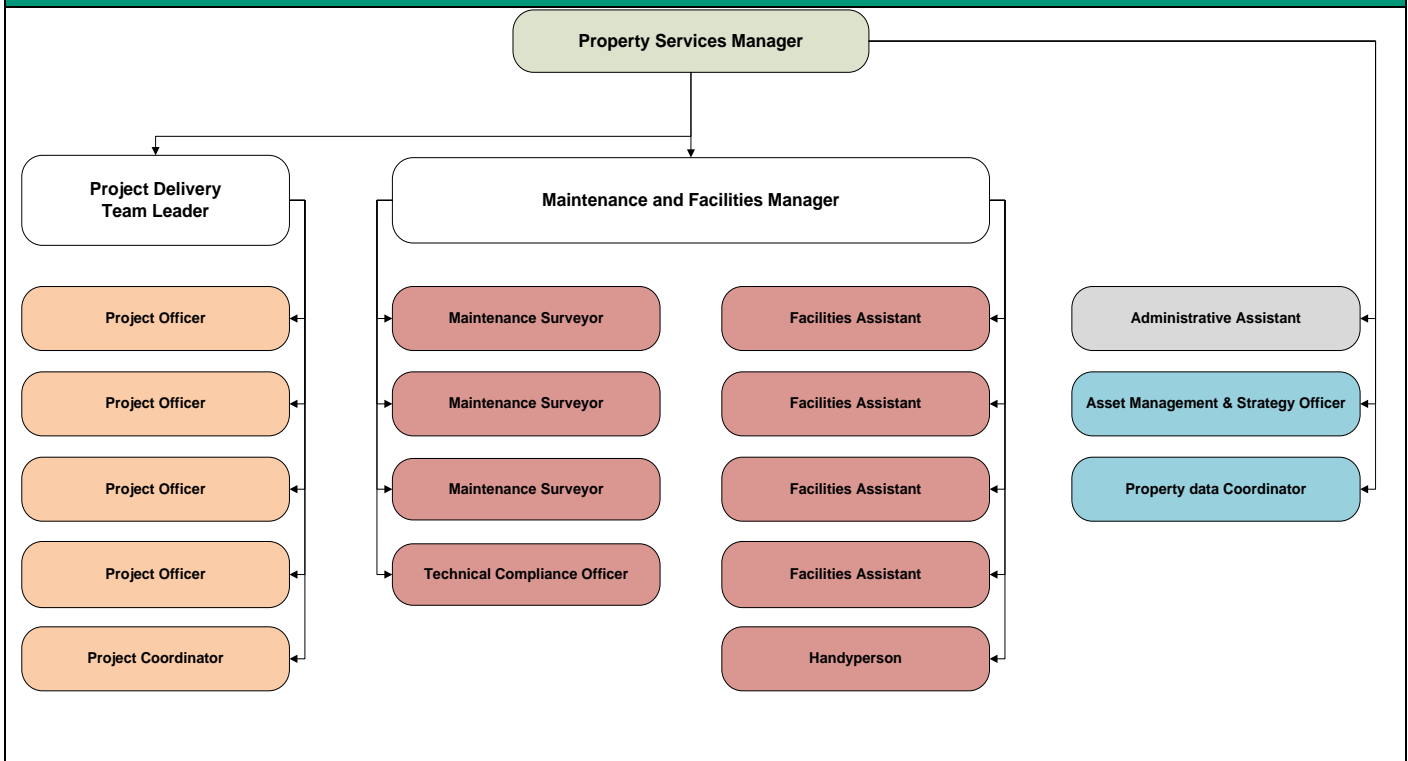 Property Services Manager
Project Delivery
Team Leader
Maintenance and Facilities Manager
Project Officer
Maintenance Surveyor
Facilities Assistant
Administrative Assistant
Project Officer
Maintenance Surveyor
Facilities Assistant
Asset Management & Strategy Officer
Project Officer
Maintenance Surveyor
Facilities Assistant
Property data Coordinator
Project Officer
Technical Compliance Officer
Facilities Assistant
Project Coordinator
Handyperson